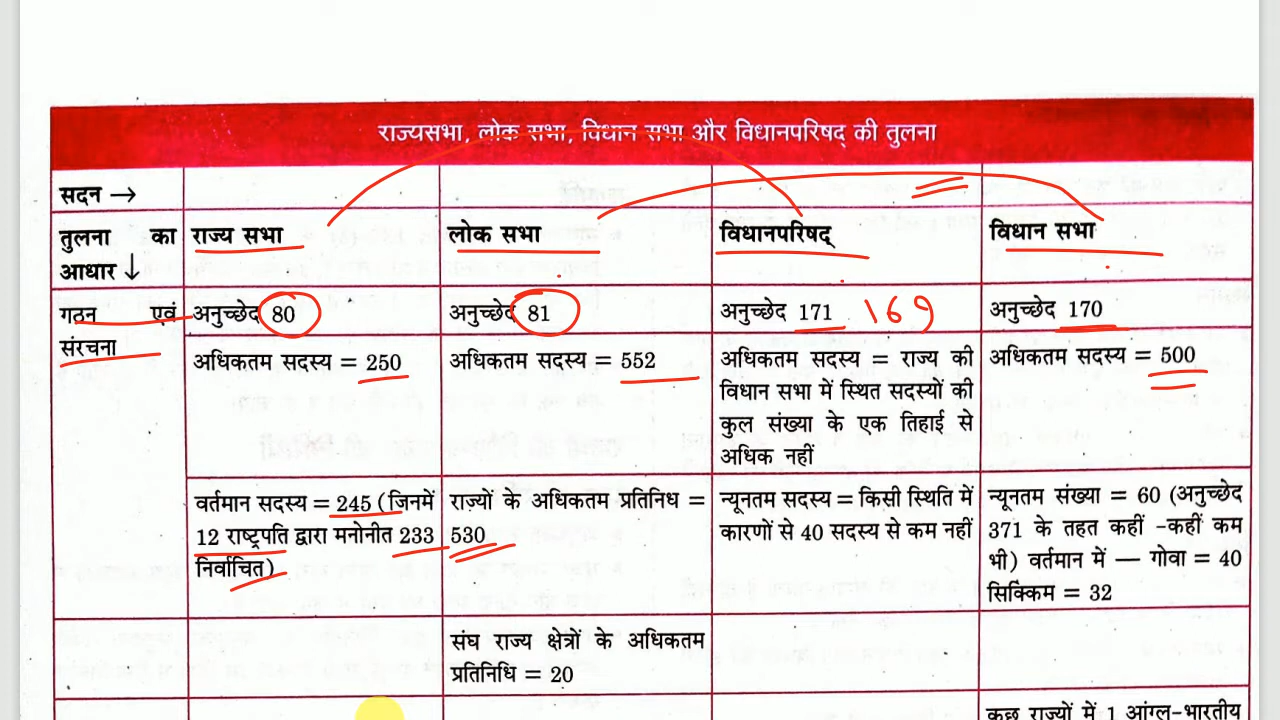 राज्यसभा, लोक सभा, विधान सभा और विधानपरिषद् की तुलना
सदन →
तुलना का
आधार ↓
राज्य सभा
लोक सभा
विधानपरिषद्
विधान सभा
गठन एवं
संरचना
अनुच्छेद 80
अनुच्छेद 81
अनुच्छेद 171 169
अनुच्छेद 170
अधिकतम सदस्य = 250
अधिकतम सदस्य = 552
अधिकतम सदस्य = राज्य की
विधान सभा में स्थित सदस्यों की
कुल संख्या के एक तिहाई से
अधिक नहीं
अधिकतम सदस्य = 500
वर्तमान सदस्य = 245 (जिनमें
12 राष्ट्रपति द्वारा मनोनीत 233
निर्वाचित)
राज्यों के अधिकतम प्रतिनिध =
530
न्यूनतम सदस्य = किसी स्थिति में
कारणों से 40 सदस्य से कम नहीं
न्यूनतम संख्या = 60 (अनुच्छेद
371 के तहत कहीं -कहीं कम
भी) वर्तमान में — गोवा = 40
सिक्किम = 32
संघ राज्य क्षेत्रों के अधिकतम
प्रतिनिधि = 20
कुछ राज्यों में 1 आंग्ल-भारतीय